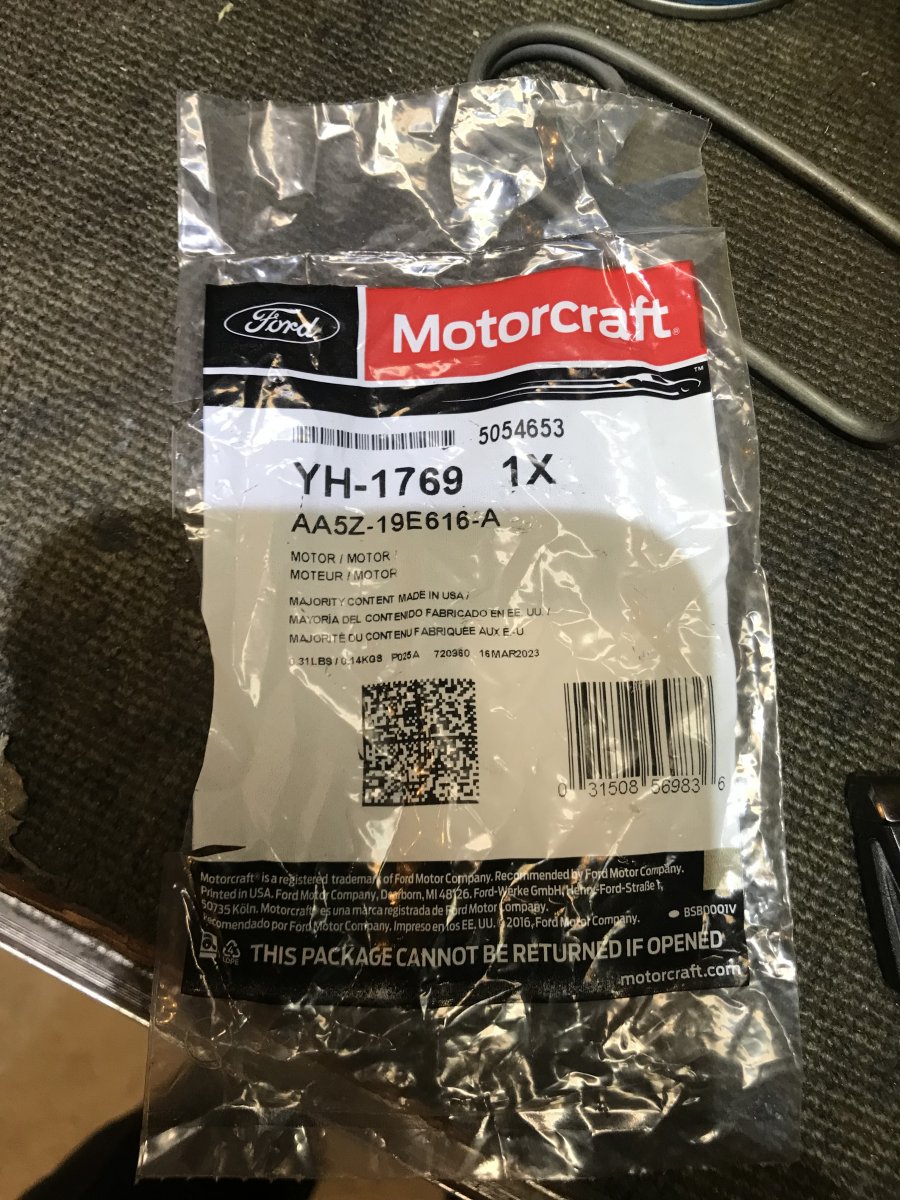 Ford
Motorcraft®
™
5054653
YH-1769 1X
AA5Z-19E616-A
MOTOR / MOTOR /
MOTEUR / MOTOR
MAJORITY CONTENT MADE IN USA /
MAYORÍA DEL CONTENIDO FABRICADO EN EE. UU. /
MAJORITÉ DU CONTENU FABRIQUÉE AUX É.-U
0.31LBS / 0.14KGS P025A 720360 16MAR2023
0 31508 56983 6
Motorcraft® is a registered trademark of Ford Motor Company. Recommended by Ford Motor Company.
Printed in USA. Ford Motor Company, Dearborn, MI 48126. Ford-Werke GmbH, Henry-Ford-Straße 1,
50735 Köln. Motorcraft es una marca registrada de Ford Motor Company.
Recomendado por Ford Motor Company. Impreso en los EE. UU. © 2016, Ford Motor Company.
BSB0001V
4
LDPE
THIS PACKAGE CANNOT BE RETURNED IF OPENED
motorcraft.com